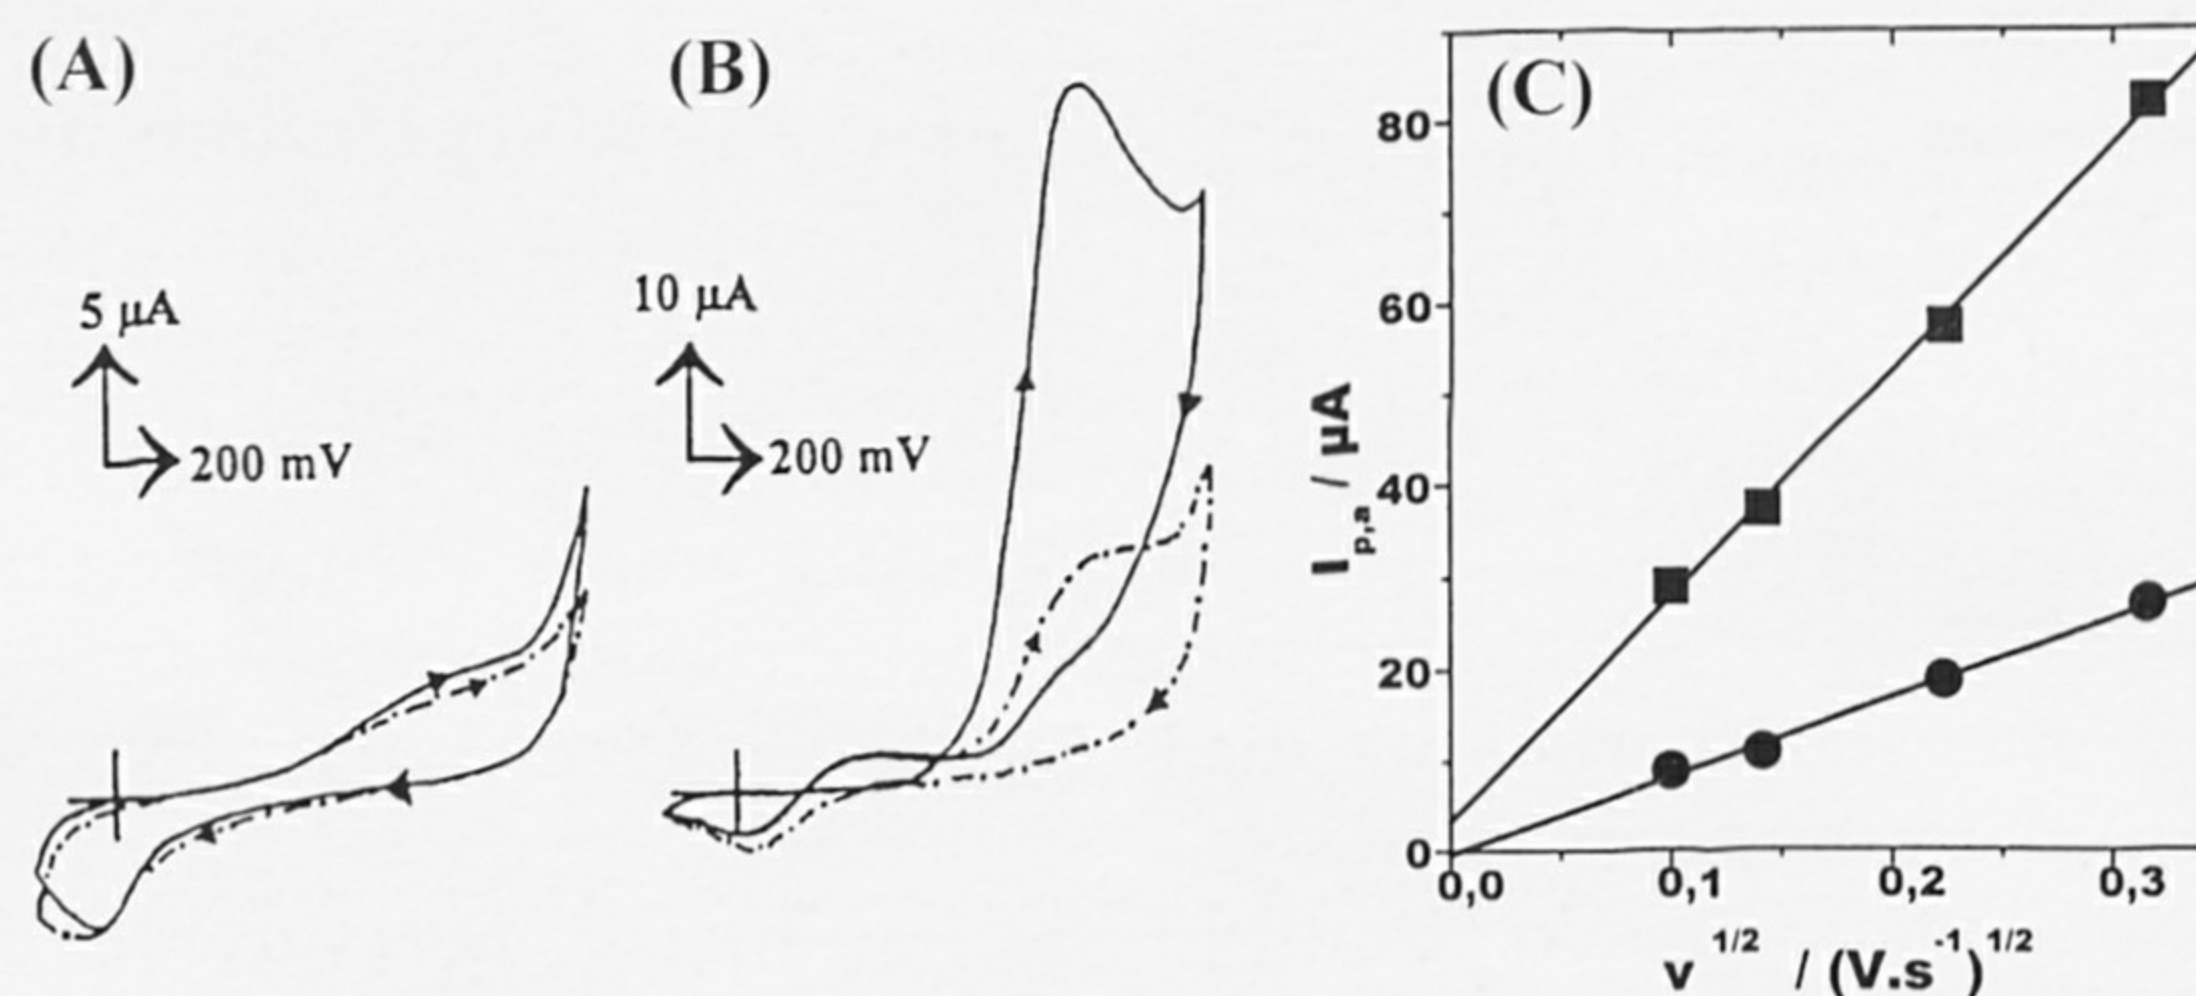 (A)
5 µA
200 mV
(B)
10 µA
200 mV
(C)
I p,a / µA
80
60
40
20
0
0,0 0,1 0,2 0,3
v 1/2 / (V.s-1)1/2